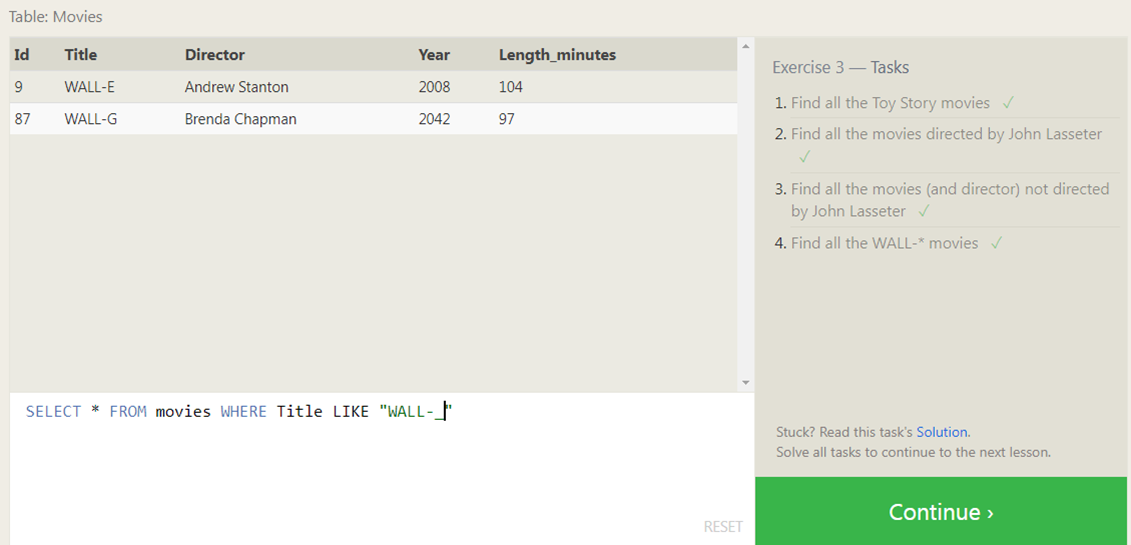 Table: Movies
Id Title Director Year Length_minutes
9 WALL-E Andrew Stanton 2008 104
87 WALL-G Brenda Chapman 2042 97
SELECT * FROM movies WHERE Title LIKE "WALL-_"
RESET
Exercise 3 — Tasks
1. Find all the Toy Story movies ✓
2. Find all the movies directed by John Lasseter
✓
3. Find all the movies (and director) not directed
by John Lasseter ✓
4. Find all the WALL-* movies ✓
Stuck? Read this task's Solution.
Solve all tasks to continue to the next lesson.
Continue ›